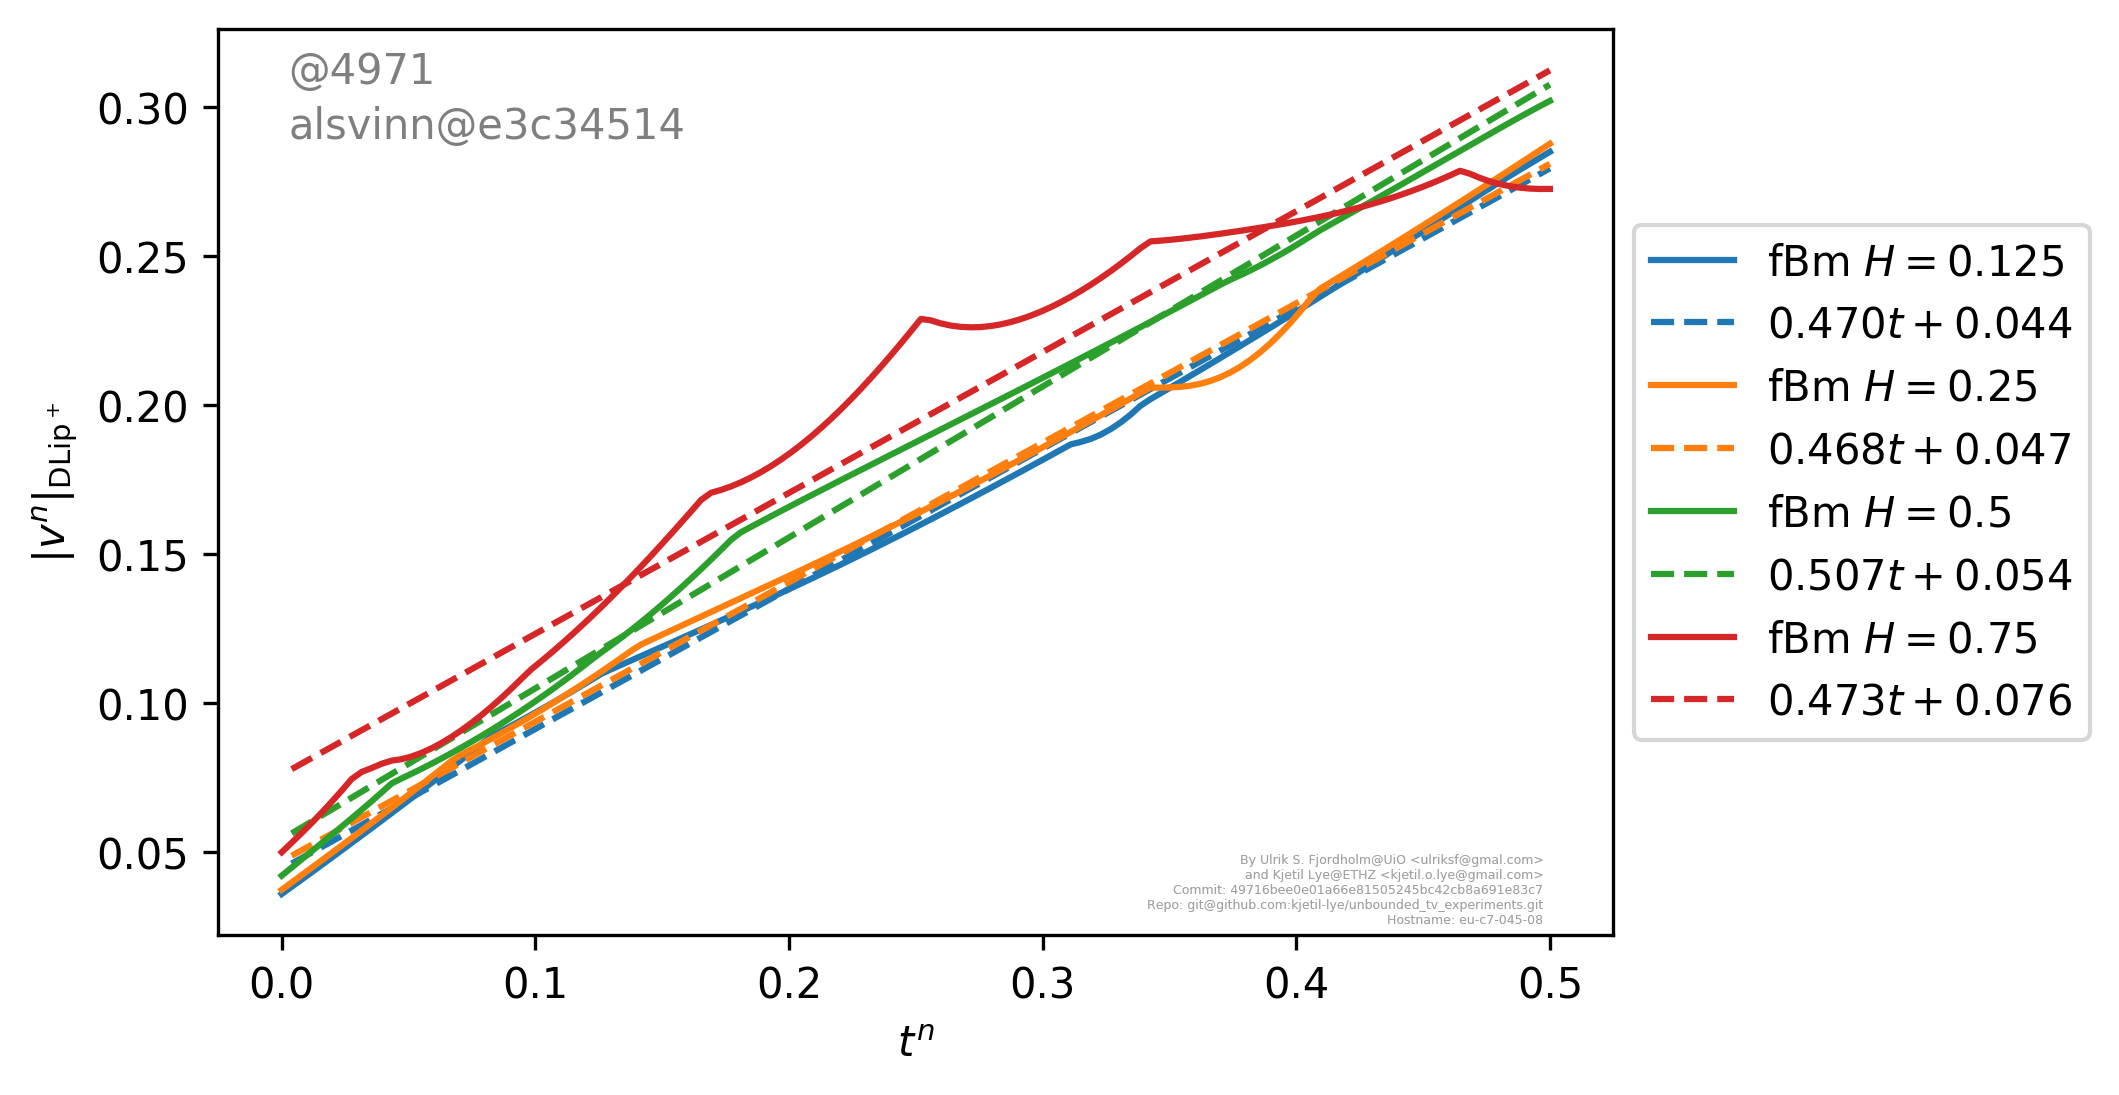 @4971
alsvinn@e3c34514
0.30
0.25
0.20
0.15
0.10
0.05
|v^n|_{DLip^+}
By Ulrik S. Fjordholm@UiO <ulriksf@gmal.com>
and Kjetil Lye@ETHZ <kjetil.o.lye@gmail.com>
Commit: 49716bee0e01a66e81505245bc42cb8a691e83c7
Repo: git@github.com:kjetil-lye/unbounded_tv_experiments.git
Hostname: eu-c7-045-08
0.0 0.1 0.2 0.3 0.4 0.5
t^n
fBm H = 0.125
0.470t + 0.044
fBm H = 0.25
0.468t + 0.047
fBm H = 0.5
0.507t + 0.054
fBm H = 0.75
0.473t + 0.076